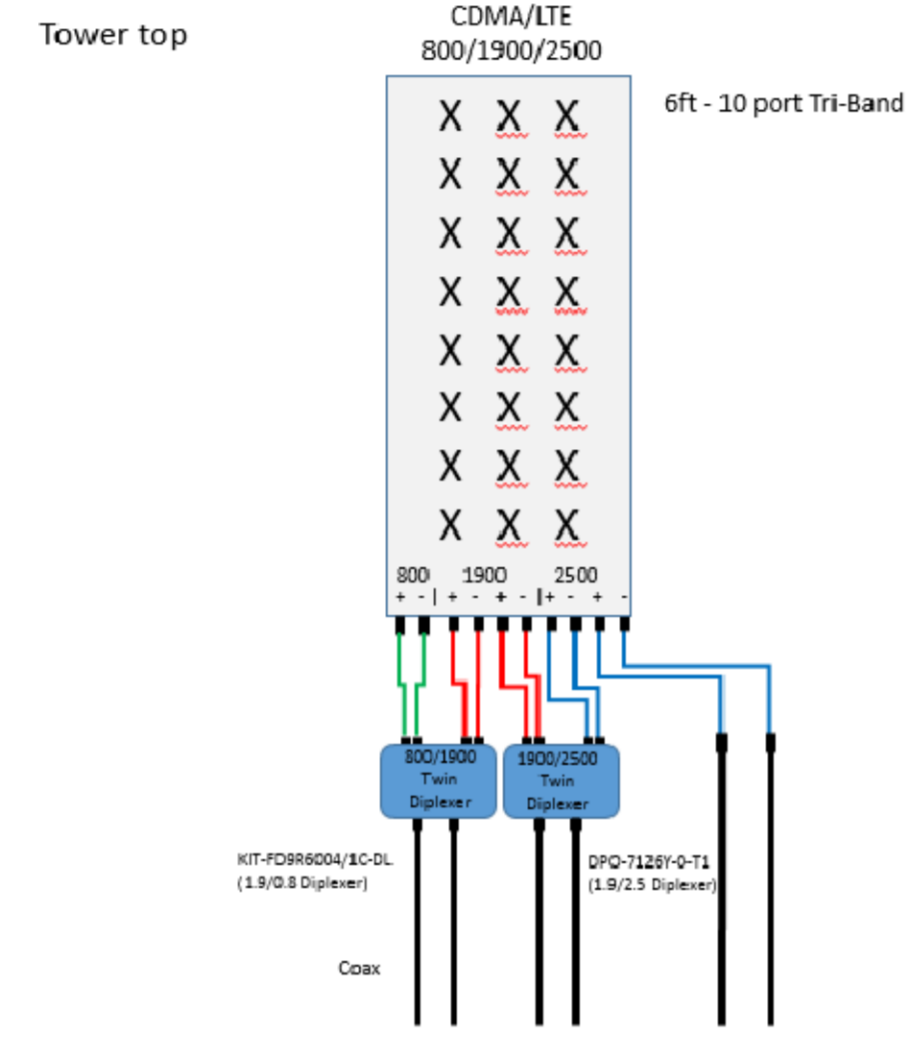 Tower top
CDMA/LTE
800/1900/2500
6ft - 10 port Tri-Band
X X X
X X X
X X X
X X X
X X X
X X X
X X X
X X X
800 1900 2500
+ - | + - + - | + - + -
800/1900
Twin
Diplexer
1900/2500
Twin
Diplexer
KIT-FD9R6004/1C-DL
(1.9/0.8 Diplexer)
DPO-7126Y-0-T1
(1.9/2.5 Diplexer)
Coax